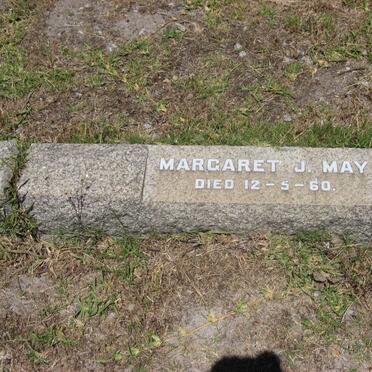 MARGARET J. MAY
DIED 12-5-60.